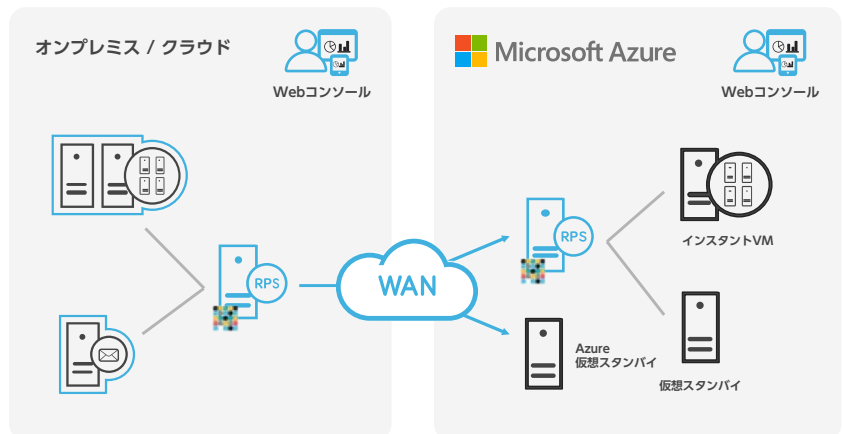 オンプレミス / クラウド
Webコンソール
Microsoft Azure
Webコンソール
RPS
WAN
RPS
インスタントVM
Azure
仮想スタンバイ
仮想スタンバイ